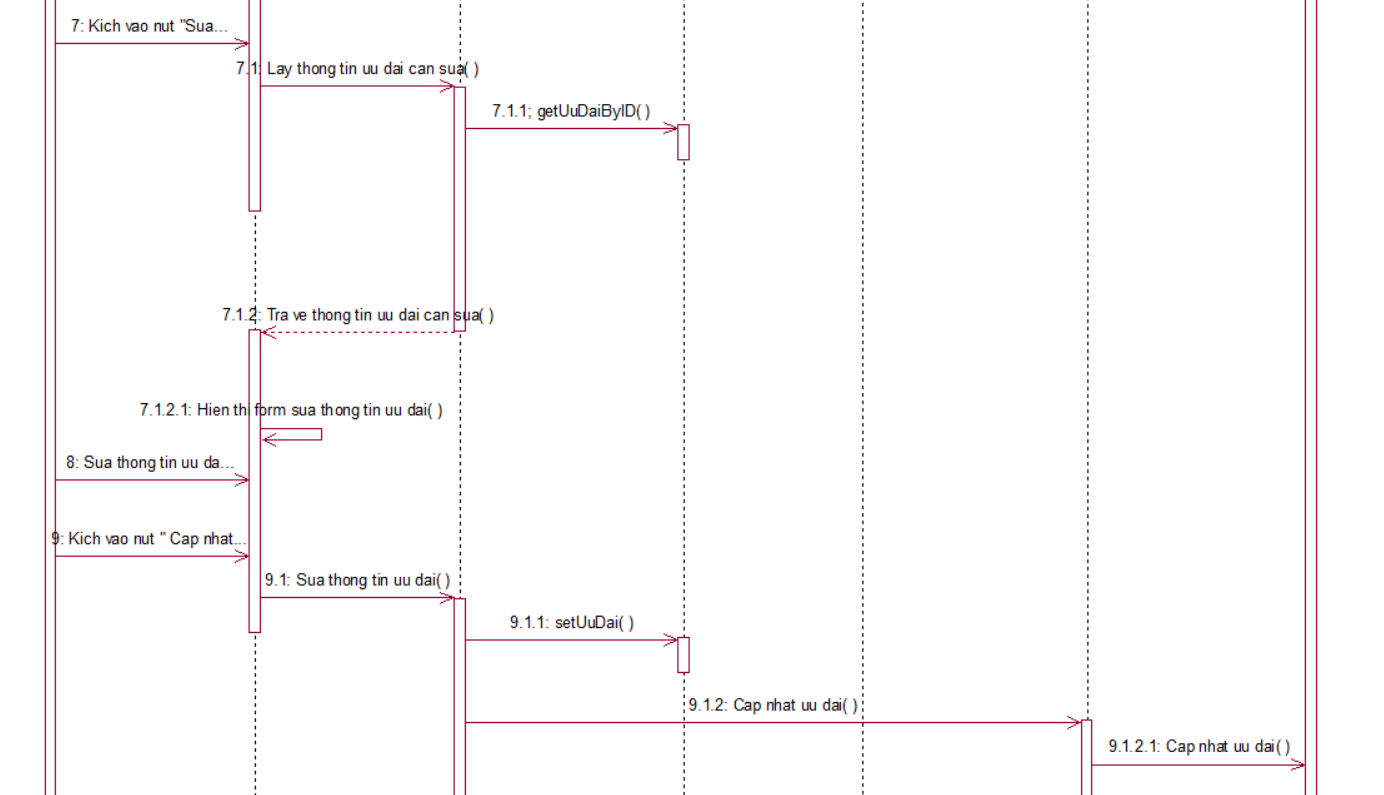 7: Kich vao nut "Sua...
7.1: Lay thong tin uu dai can sua( )
7.1.1; getUuDaiByID( )
7.1.2: Tra ve thong tin uu dai can sua( )
7.1.2.1: Hien thi form sua thong tin uu dai( )
8: Sua thong tin uu da...
9: Kich vao nut " Cap nhat...
9.1: Sua thong tin uu dai( )
9.1.1: setUuDai( )
9.1.2: Cap nhat uu dai( )
9.1.2.1: Cap nhat uu dai( )